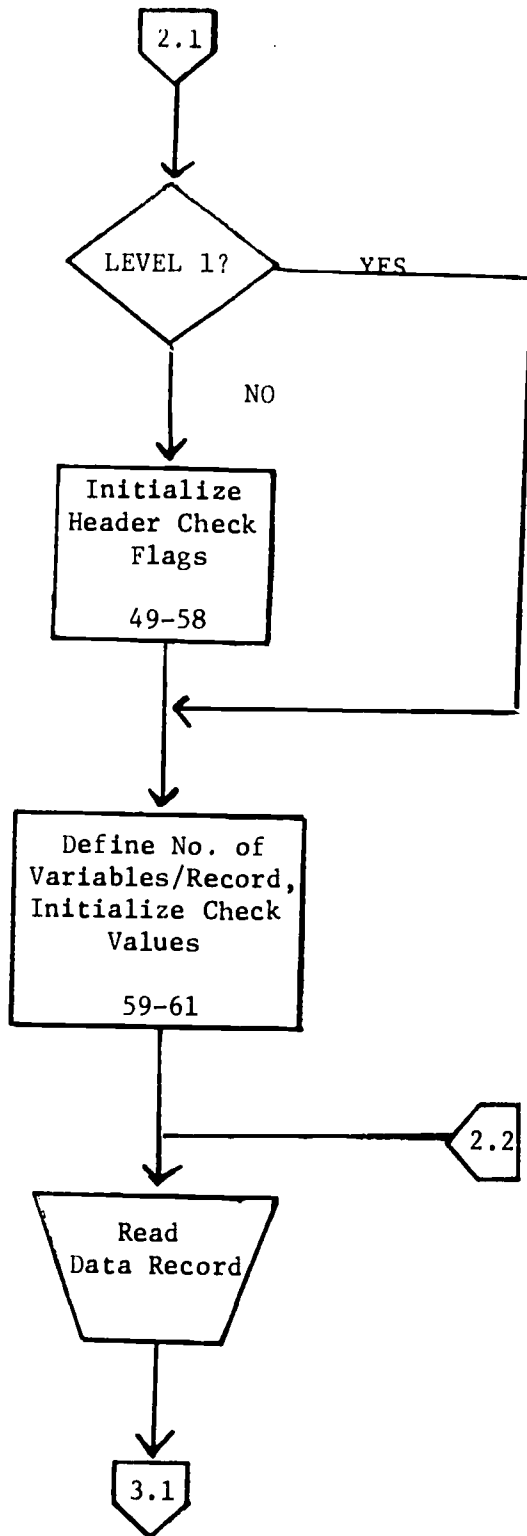 2.1
LEVEL 1?
YES
NO
Initialize
Header Check
Flags
49-58
Define No. of
Variables/Record,
Initialize Check
Values
59-61
2.2
Read
Data Record
3.1